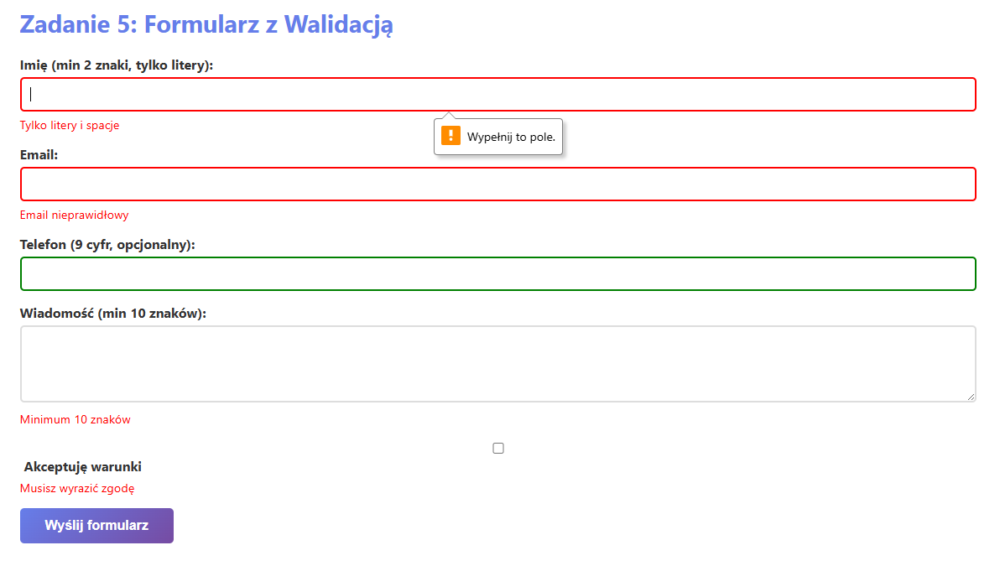 Zadanie 5: Formularz z Walidacją
Imię (min 2 znaki, tylko litery):
Tylko litery i spacje
! Wypełnij to pole.
Email:
Email nieprawidłowy
Telefon (9 cyfr, opcjonalny):
Wiadomość (min 10 znaków):
Minimum 10 znaków
Akceptuję warunki
Musisz wyrazić zgodę
Wyślij formularz